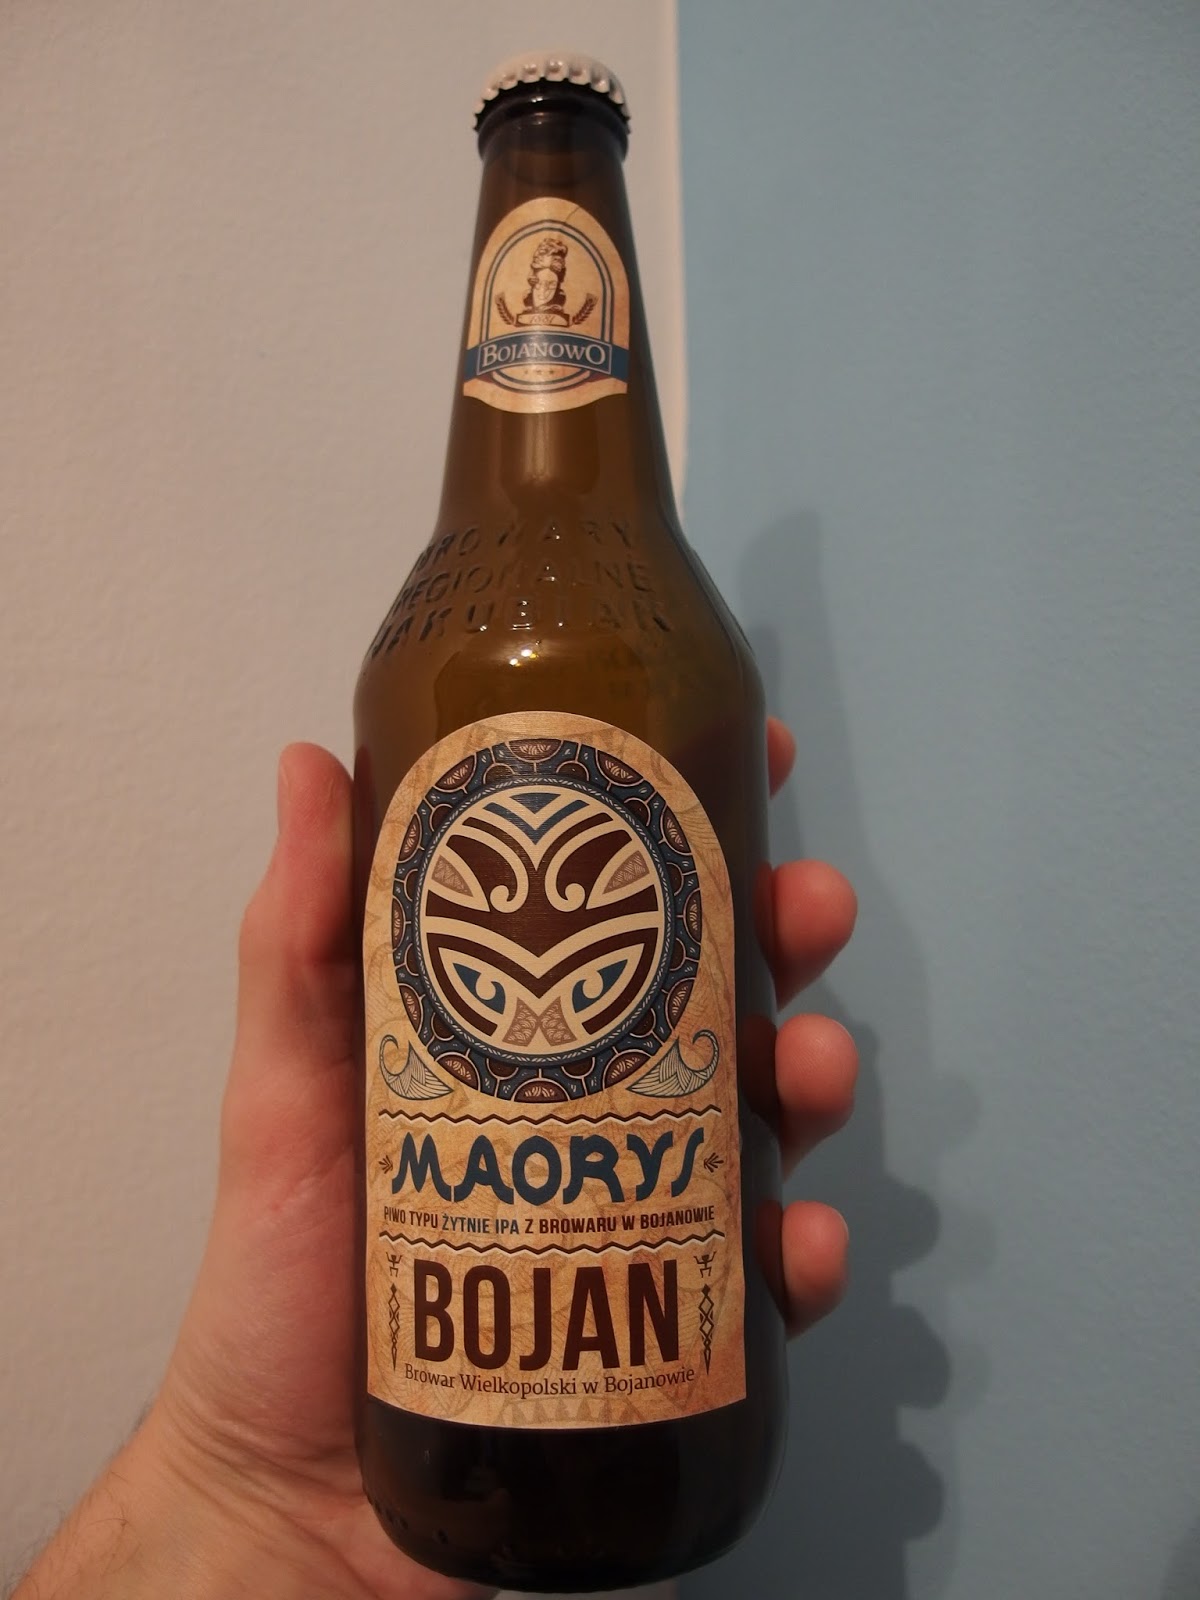 BOJANOWO
BROWARY
REGIONALNE
JAKUBIAK
MAORYS
PIWO TYPU ŻYTNIE IPA Z BROWARU W BOJANOWIE
BOJAN
Browar Wielkopolski w Bojanowie